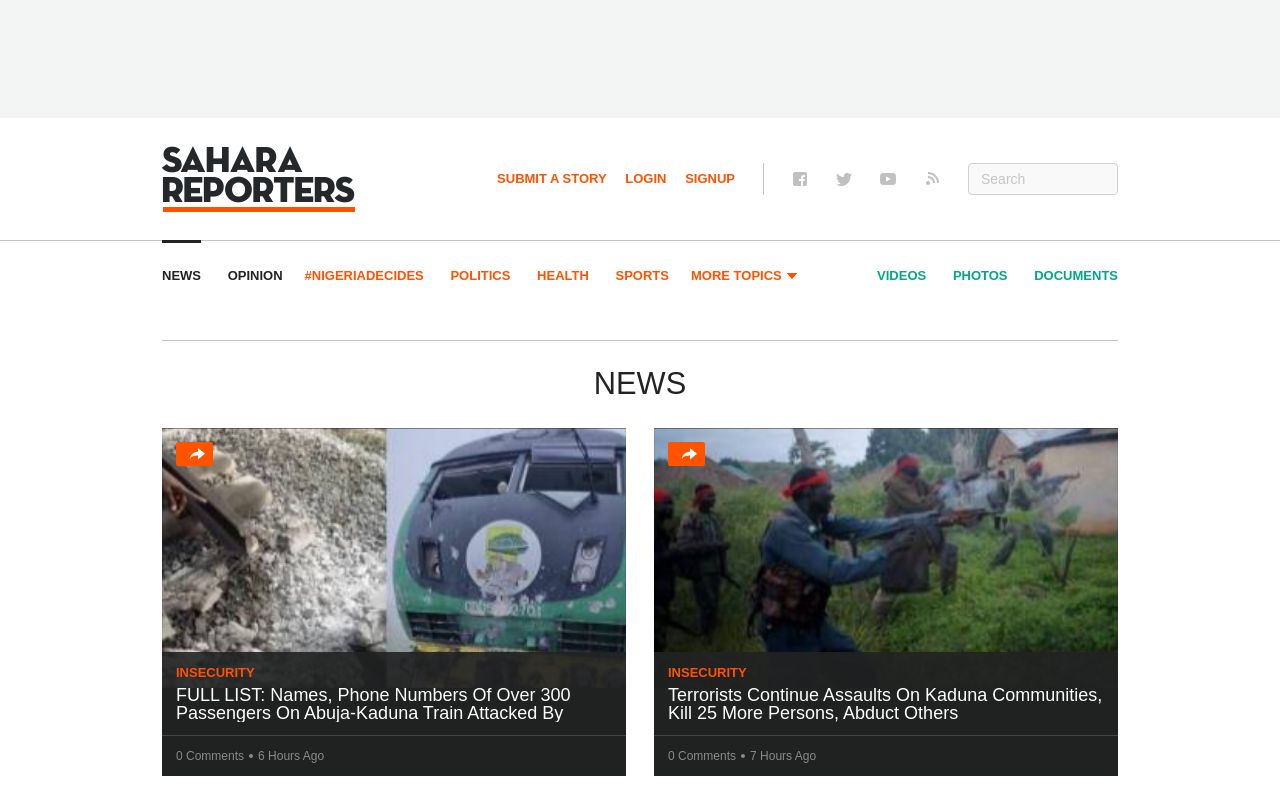 SAHARA
REPORTERS
SUBMIT A STORY LOGIN SIGNUP
Search
NEWS OPINION #NIGERIADECIDES POLITICS HEALTH SPORTS MORE TOPICS VIDEOS PHOTOS DOCUMENTS
NEWS
INSECURITY
FULL LIST: Names, Phone Numbers Of Over 300
Passengers On Abuja-Kaduna Train Attacked By
0 Comments • 6 Hours Ago
INSECURITY
Terrorists Continue Assaults On Kaduna Communities,
Kill 25 More Persons, Abduct Others
0 Comments • 7 Hours Ago